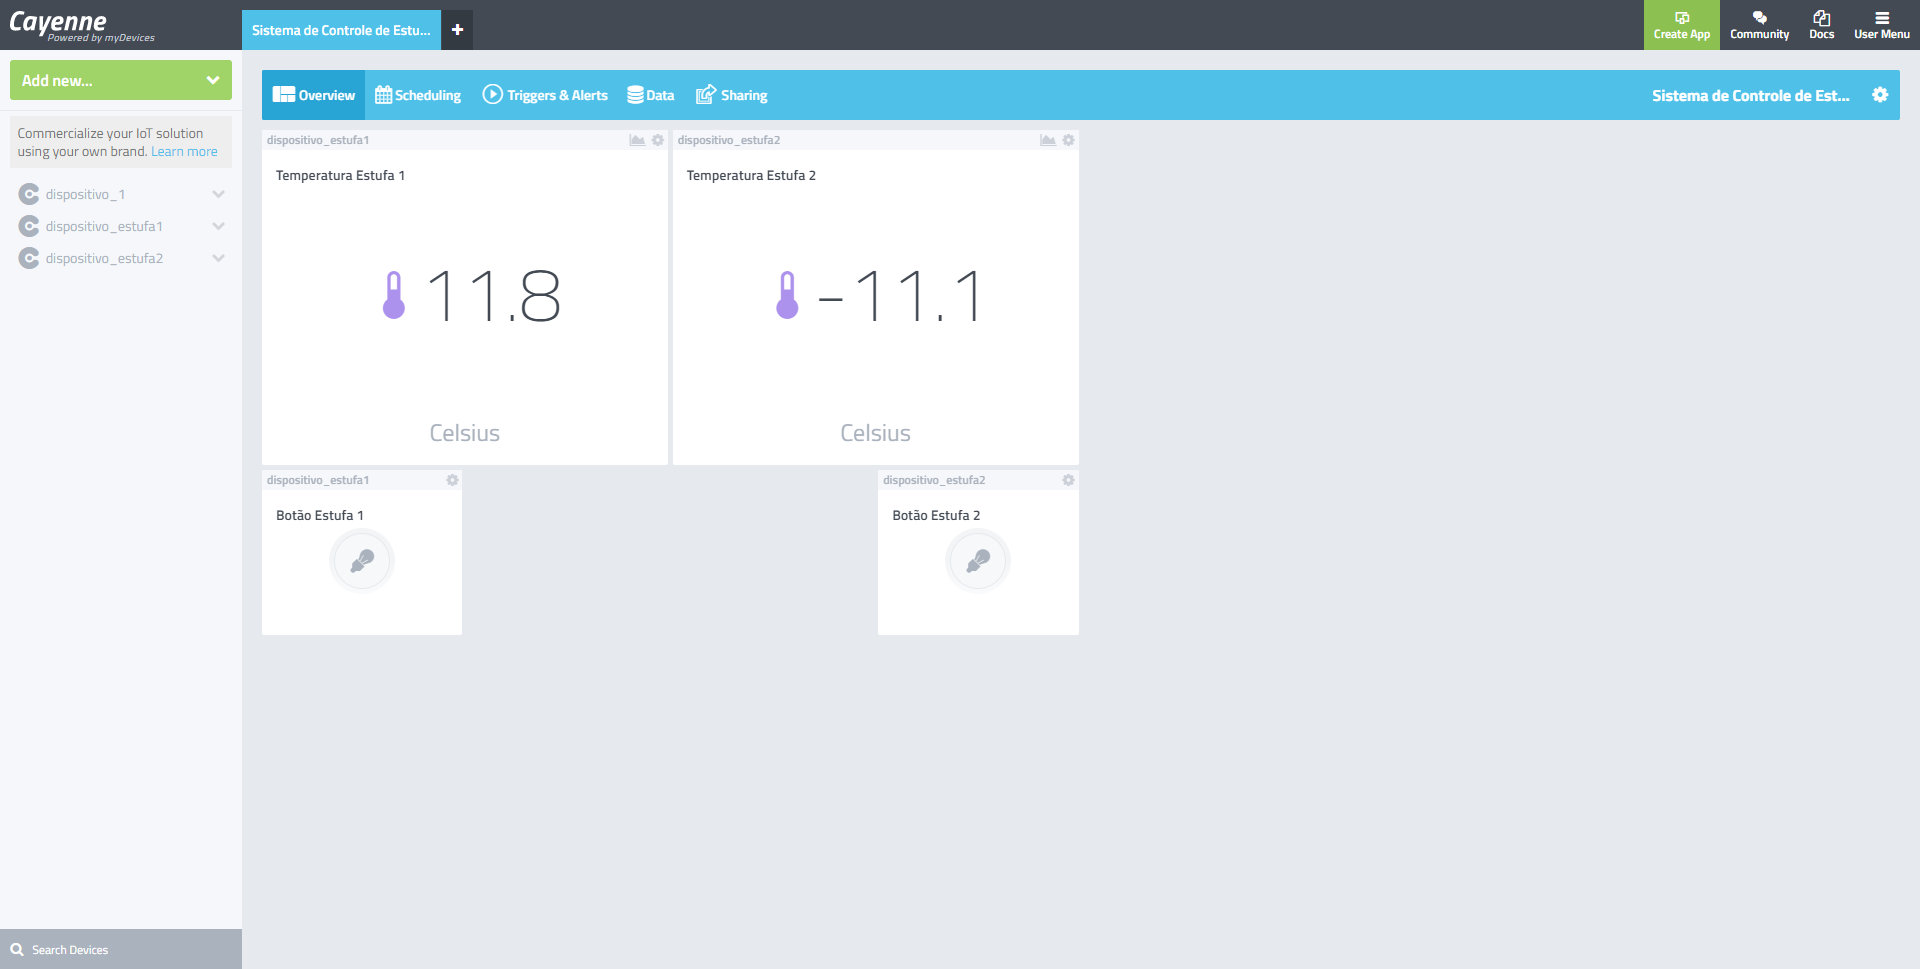 Cayenne
Powered by myDevices
Sistema de Controle de Estu...
+
Create App
Community
Docs
User Menu
Add new...
Commercialize your IoT solution
using your own brand. Learn more
dispositivo_1
dispositivo_estufa1
dispositivo_estufa2
Search Devices
Overview
Scheduling
Triggers & Alerts
Data
Sharing
Sistema de Controle de Est...
dispositivo_estufa1
Temperatura Estufa 1
11.8
Celsius
dispositivo_estufa2
Temperatura Estufa 2
-11.1
Celsius
dispositivo_estufa1
Botão Estufa 1
dispositivo_estufa2
Botão Estufa 2